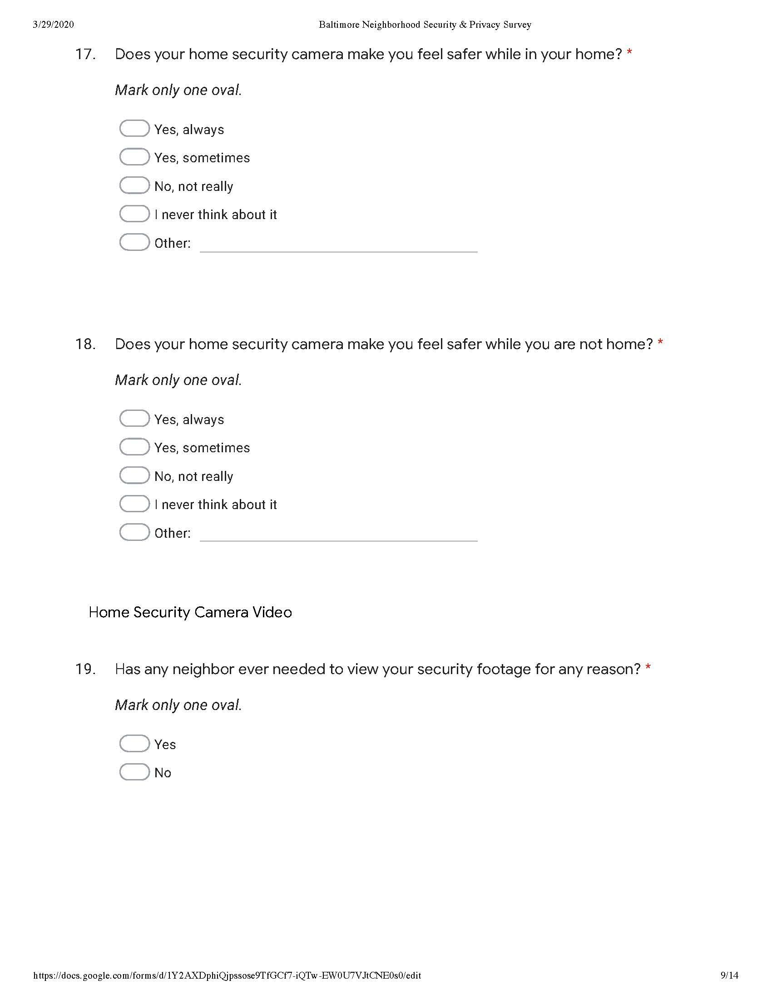 3/29/2020 Baltimore Neighborhood Security & Privacy Survey
17. Does your home security camera make you feel safer while in your home? *
Mark only one oval.
Yes, always
Yes, sometimes
No, not really
I never think about it
Other:
18. Does your home security camera make you feel safer while you are not home? *
Mark only one oval.
Yes, always
Yes, sometimes
No, not really
I never think about it
Other:
Home Security Camera Video
19. Has any neighbor ever needed to view your security footage for any reason? *
Mark only one oval.
Yes
No
https://docs.google.com/forms/d/1Y2AXDphiQjpssose9TfGCf7-iQTw-EW0U7VJtCNE0s0/edit 9/14